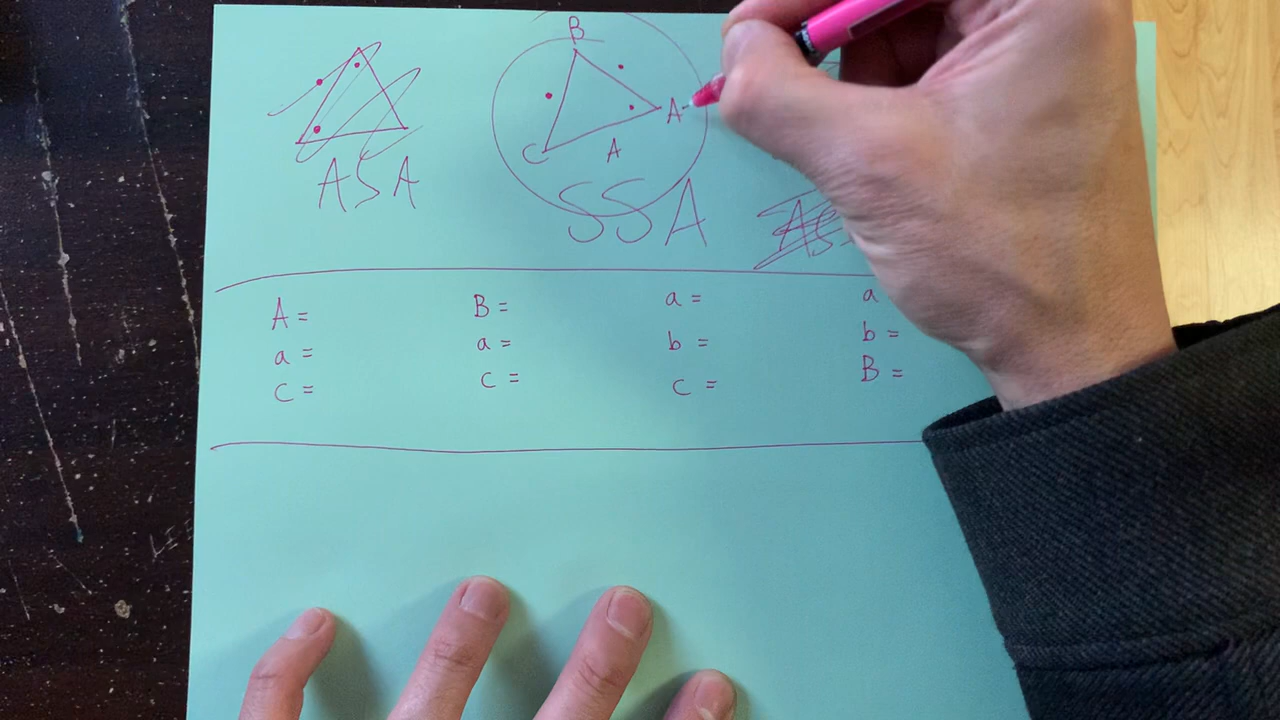 B
A
C
A
ASA
SSA
A =
a =
C =
B =
a =
C =
a =
b =
C =
a
b =
B =